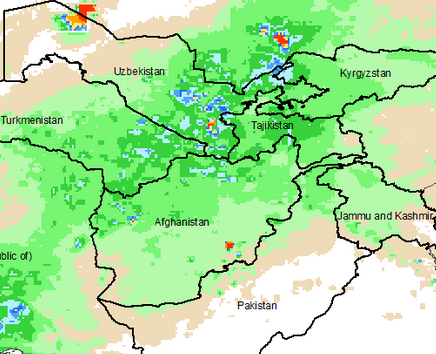 Uzbekistan
Kyrgyzstan
Turkmenistan
Tajikistan
Afghanistan
Jammu and Kashmir
blic of)
Pakistan